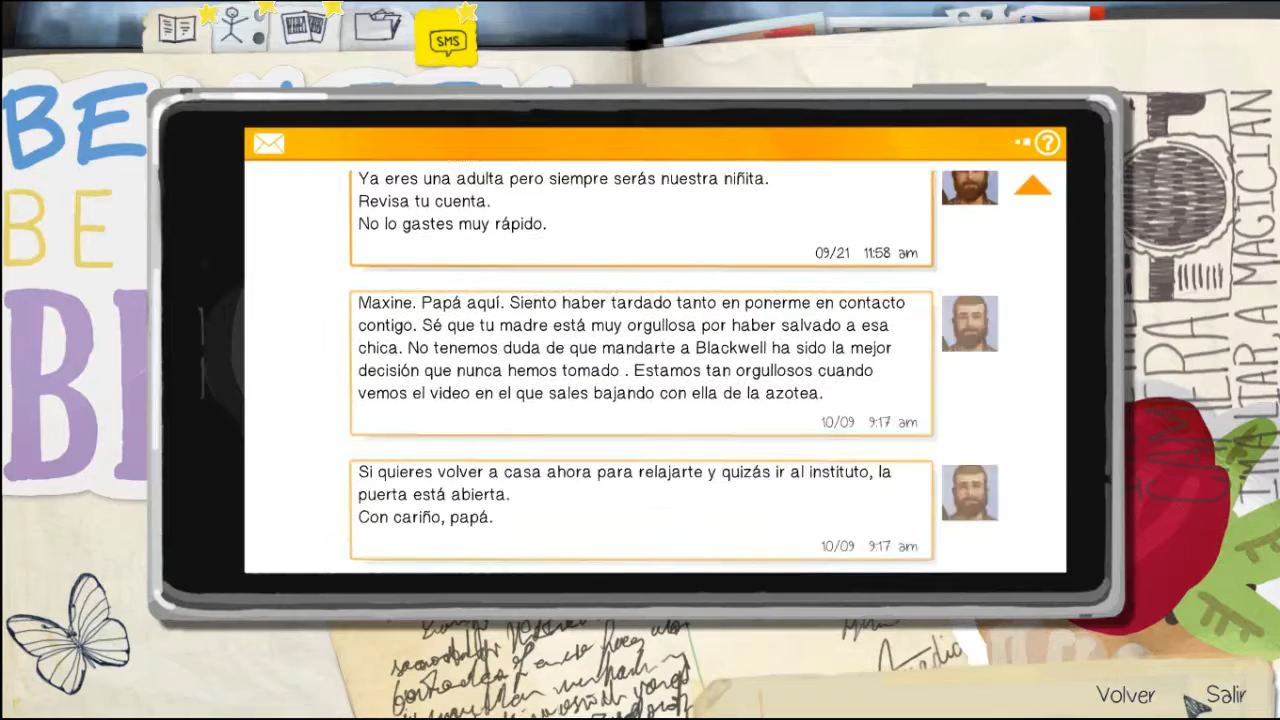 SMS
BE
BE
BE
?
Ya eres una adulta pero siempre serás nuestra niñita.
Revisa tu cuenta.
No lo gastes muy rápido.
09/21 11:58 am
Maxine. Papá aquí. Siento haber tardado tanto en ponerme en contacto
contigo. Sé que tu madre está muy orgullosa por haber salvado a esa
chica. No tenemos duda de que mandarte a Blackwell ha sido la mejor
decisión que nunca hemos tomado . Estamos tan orgullosos cuando
vemos el video en el que sales bajando con ella de la azotea.
10/09 9:17 am
Si quieres volver a casa ahora para relajarte y quizás ir al instituto, la
puerta está abierta.
Con cariño, papá.
10/09 9:17 am
CAMERA
MAGICIAN
Volver
Salir